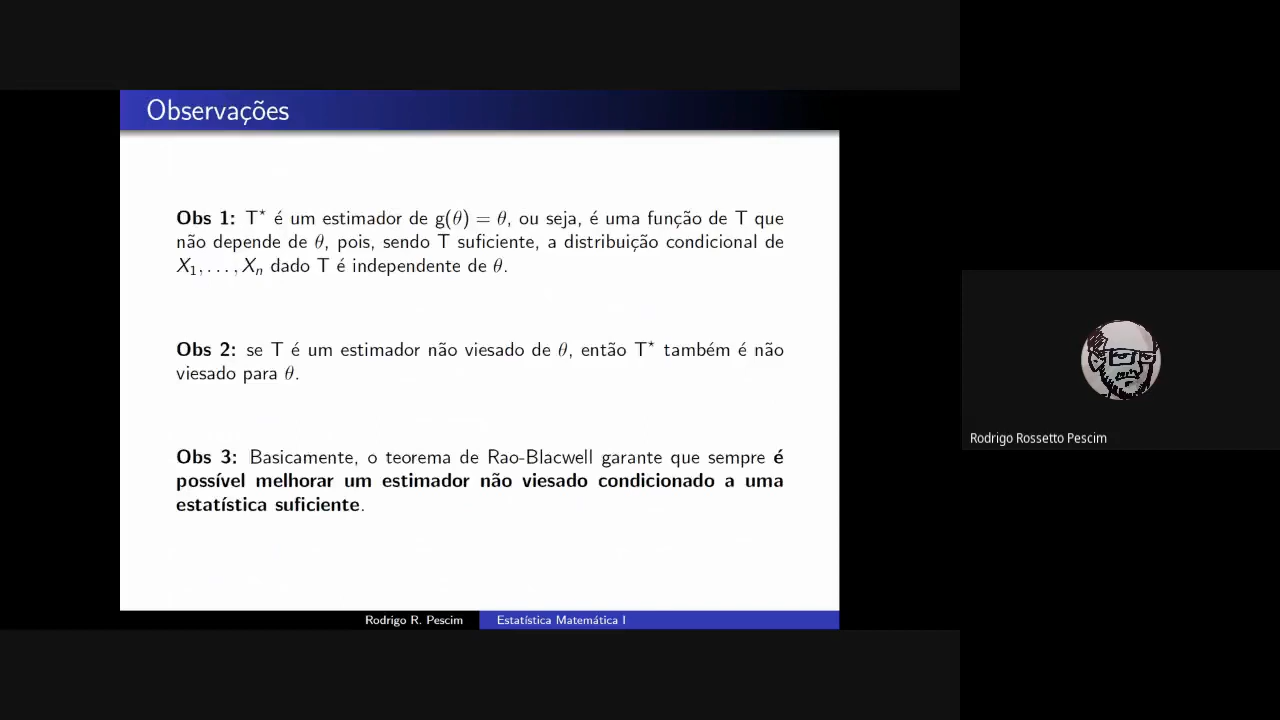 Observações
Obs 1: T* é um estimador de g(θ) = θ, ou seja, é uma função de T que
não depende de θ, pois, sendo T suficiente, a distribuição condicional de
X₁, . . . , Xₙ dado T é independente de θ.
Obs 2: se T é um estimador não viesado de θ, então T* também é não
viesado para θ.
Obs 3: Basicamente, o teorema de Rao-Blacwell garante que sempre é
possível melhorar um estimador não viesado condicionado a uma
estatística suficiente.
Rodrigo R. Pescim
Estatística Matemática I
Rodrigo Rossetto Pescim